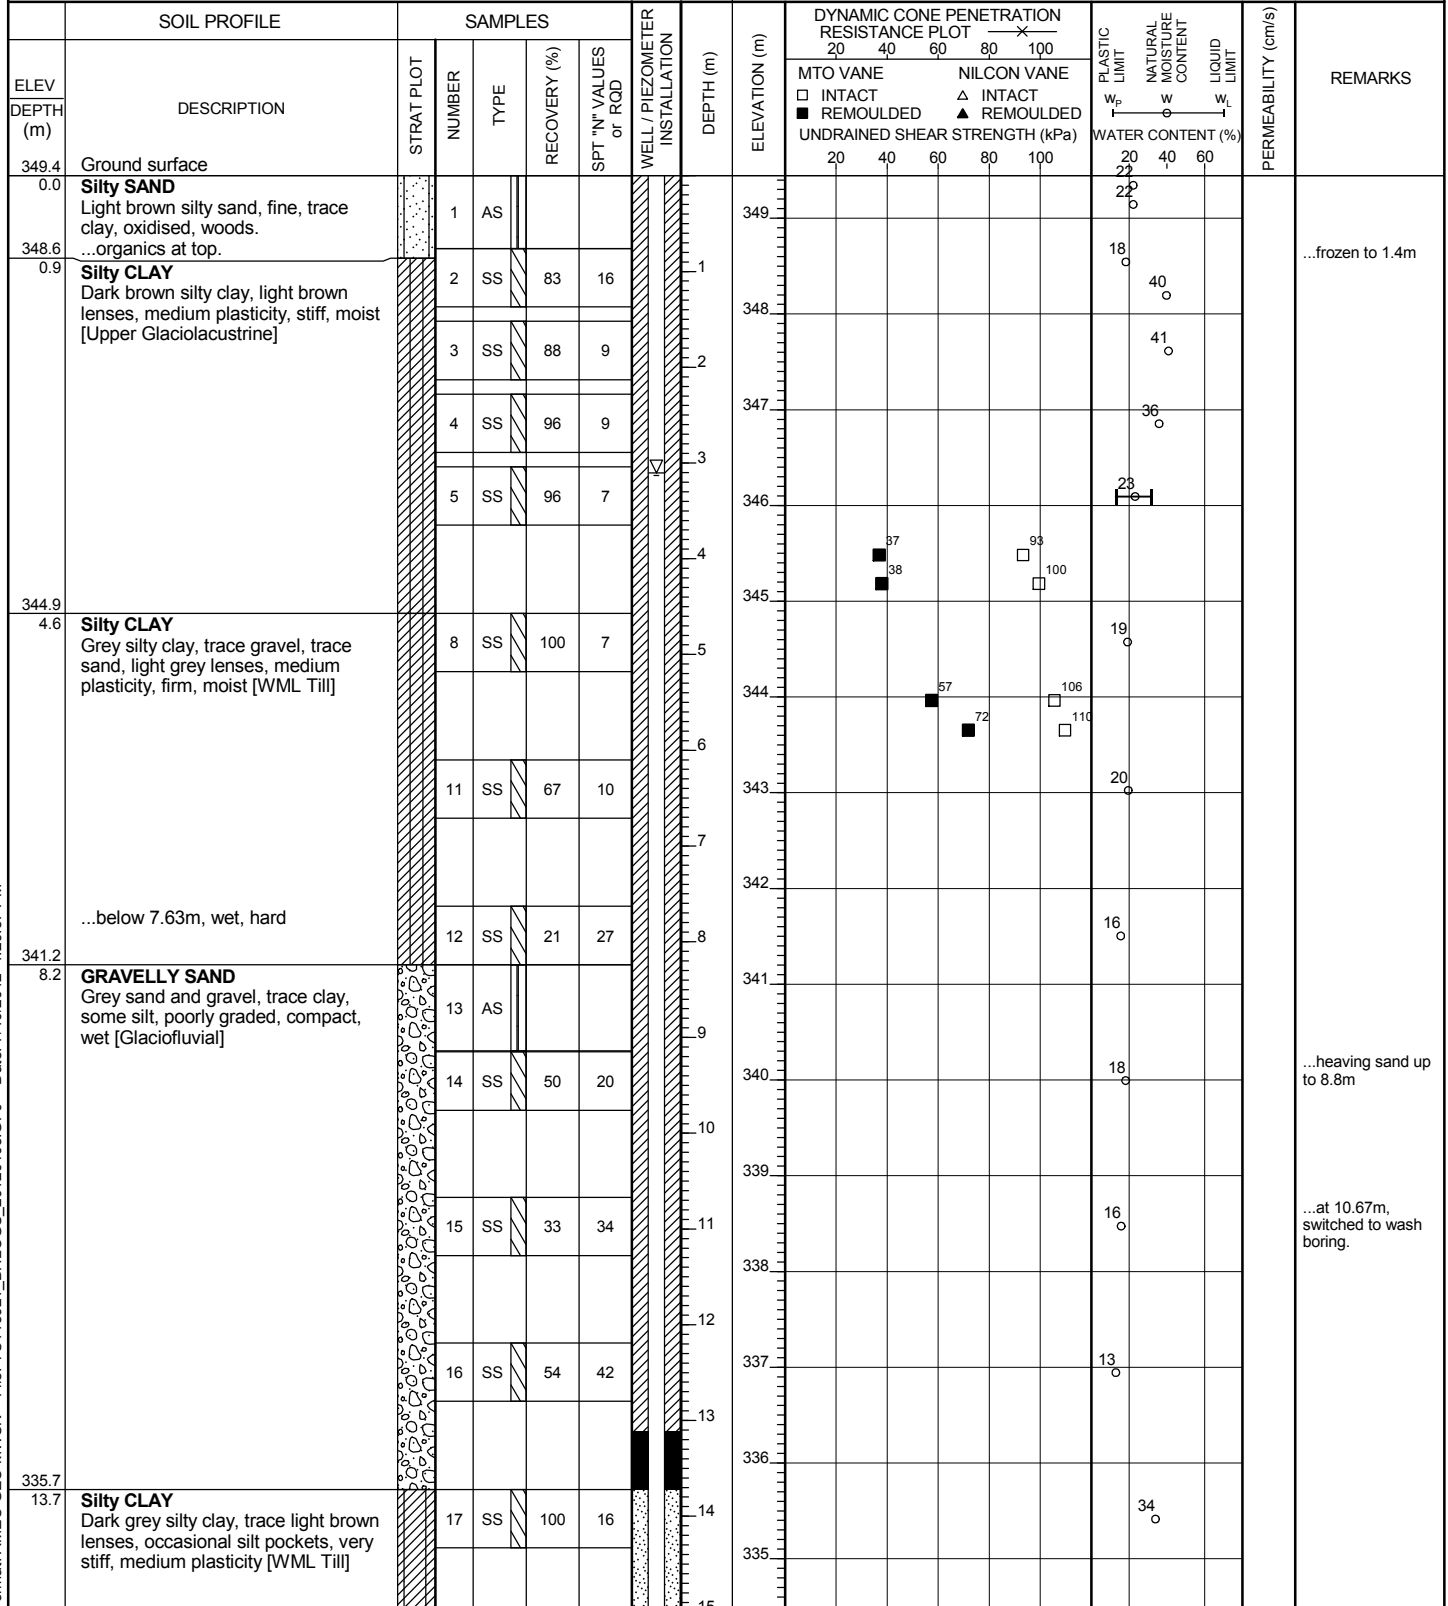 SOIL PROFILE
SAMPLES
ELEV
DEPTH
(m)
DESCRIPTION
STRAT PLOT
NUMBER
TYPE
RECOVERY (%)
SPT "N" VALUES
or RQD
WELL / PIEZOMETER
INSTALLATION
DEPTH (m)
ELEVATION (m)
DYNAMIC CONE PENETRATION
RESISTANCE PLOT
20 40 60 80 100
MTO VANE NILCON VANE
INTACT INTACT
REMOULDED REMOULDED
UNDRAINED SHEAR STRENGTH (kPa)
20 40 60 80 100
PLASTIC
LIMIT
NATURAL
MOISTURE
CONTENT
LIQUID
LIMIT
WP W WL
WATER CONTENT (%)
20 40 60
PERMEABILITY (cm/s)
REMARKS
349.4 Ground surface
0.0 Silty SAND
Light brown silty sand, fine, trace
clay, oxidised, woods.
348.6 ...organics at top.
0.9 Silty CLAY
Dark brown silty clay, light brown
lenses, medium plasticity, stiff, moist
[Upper Glaciolacustrine]
344.9
4.6 Silty CLAY
Grey silty clay, trace gravel, trace
sand, light grey lenses, medium
plasticity, firm, moist [WML Till]
...below 7.63m, wet, hard
341.2
8.2 GRAVELLY SAND
Grey sand and gravel, trace clay,
some silt, poorly graded, compact,
wet [Glaciofluvial]
335.7
13.7 Silty CLAY
Dark grey silty clay, trace light brown
lenses, occasional silt pockets, very
stiff, medium plasticity [WML Till]
1 AS
2 SS 83 16
3 SS 88 9
4 SS 96 9
5 SS 96 7
8 SS 100 7
11 SS 67 10
12 SS 21 27
13 AS
14 SS 50 20
15 SS 33 34
16 SS 54 42
17 SS 100 16
1
2
3
4
5
6
7
8
9
10
11
12
13
14
15
349
348
347
346
345
344
343
342
341
340
339
338
337
336
335
37 93
38 100
57 106
72 110
22
22
18
40
41
36
23
19
20
16
18
16
13
34
...frozen to 1.4m
...heaving sand up
to 8.8m
...at 10.67m,
switched to wash
boring.